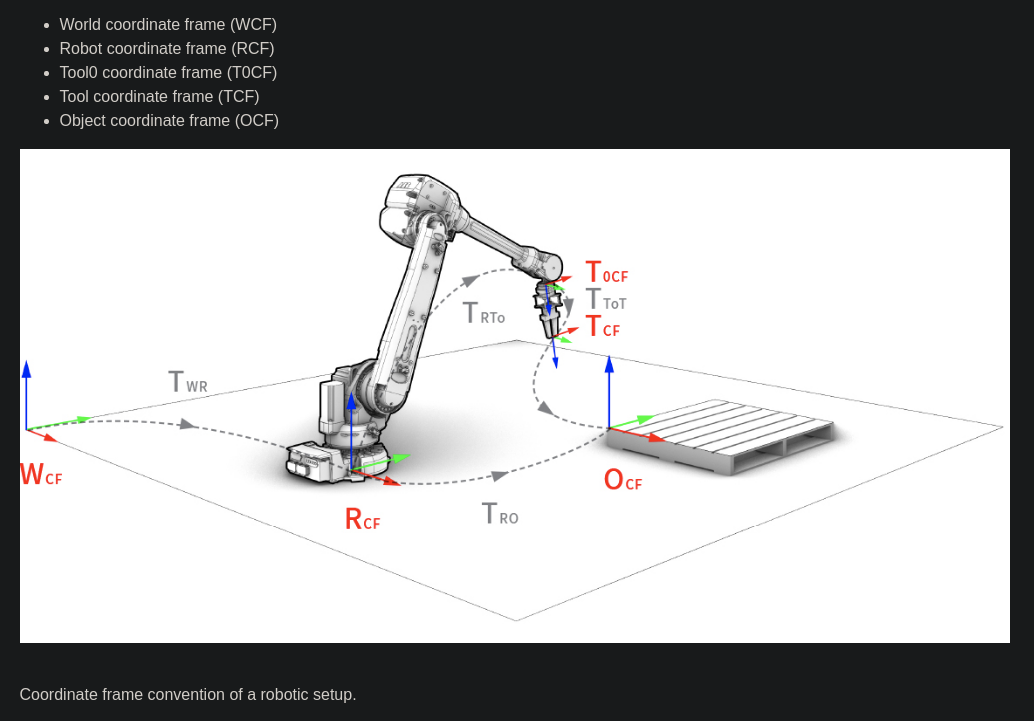 World coordinate frame (WCF)
Robot coordinate frame (RCF)
Tool0 coordinate frame (T0CF)
Tool coordinate frame (TCF)
Object coordinate frame (OCF)
T0CF
TToT
TCF
TRTo
TWR
WCF
RCF
TRO
OCF
Coordinate frame convention of a robotic setup.